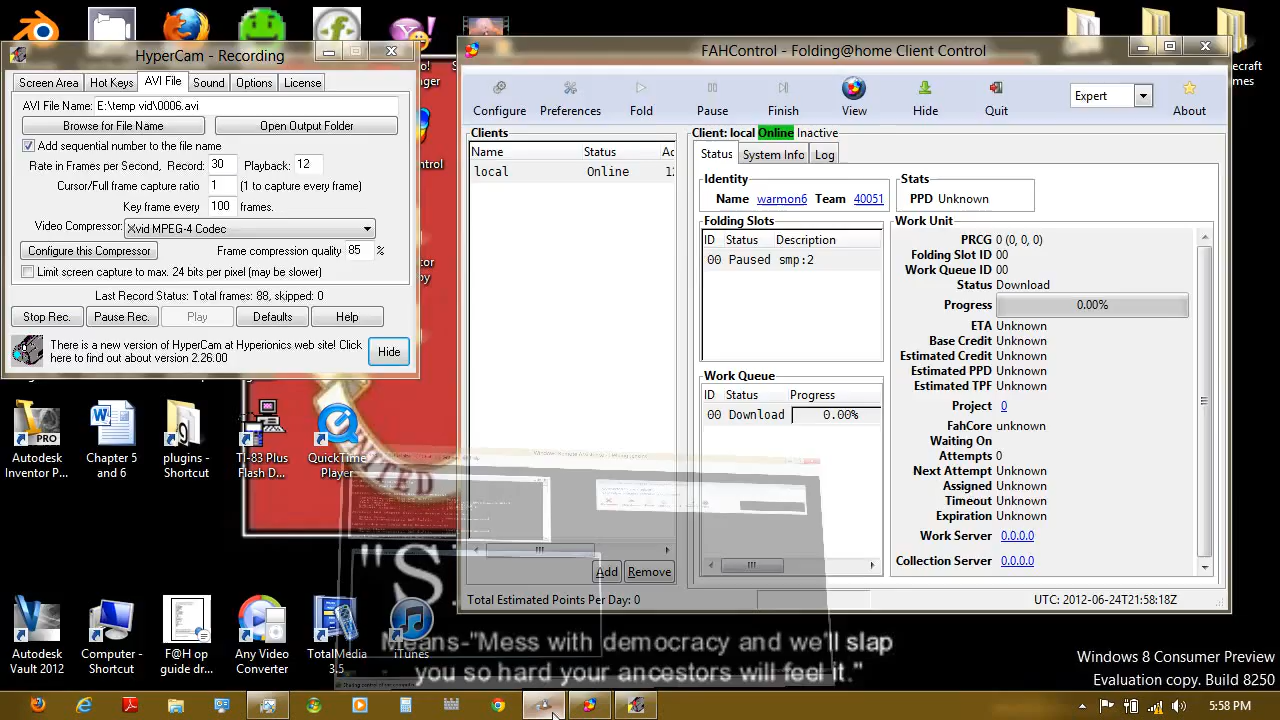 HyperCam - Recording
Screen Area Hot Keys AVI File Sound Options License
AVI File Name: E:\temp vid\0006.avi
Browse for File Name Open Output Folder
Add sequential number to the file name
Rate in Frames per Second, Record: 30 Playback: 12
Cursor/Full frame capture ratio 1 (1 to capture every frame)
Key frame every 100 frames.
Video Compressor: Xvid MPEG-4 Codec
Configure this Compressor Frame compression quality 85 %
Limit screen capture to max. 24 bits per pixel (may be slower)
Last Record Status: Total frames: 88, skipped: 0
Stop Rec. Pause Rec. Play Defaults Help
There is a new version of HyperCam at Hyperionics web site! Click
here to find out about version 2.26.00
Hide
FAHControl - Folding@home Client Control
Configure Preferences Fold Pause Finish View Hide Quit Expert About
Clients
Name Status Ac
local Online 12
Add Remove
Client: local Online Inactive
Status System Info Log
Identity
Name warmon6 Team 40051
Stats
PPD Unknown
Folding Slots
ID Status Description
00 Paused smp:2
Work Queue
ID Status Progress
00 Download 0.00%
Work Unit
PRCG 0 (0, 0, 0)
Folding Slot ID 00
Work Queue ID 00
Status Download
Progress 0.00%
ETA Unknown
Base Credit Unknown
Estimated Credit Unknown
Estimated PPD Unknown
Estimated TPF Unknown
Project 0
FahCore unknown
Waiting On
Attempts 0
Next Attempt Unknown
Assigned Unknown
Timeout Unknown
Expiration Unknown
Work Server 0.0.0.0
Collection Server 0.0.0.0
Total Estimated Points Per Day: 0 UTC: 2012-06-24T21:58:18Z
Autodesk
Inventor P...
Chapter 5
and 6
plugins -
Shortcut
TI-83 Plus
Flash D...
QuickTime
Player
Autodesk
Vault 2012
Computer -
Shortcut
F@H op
guide dr...
Any Video
Converter
TotalMedia
3.5
iTunes
Means-"Mess with democracy and we'll slap
you so hard your ancestors will feel it."
Windows 8 Consumer Preview
Evaluation copy. Build 8250
5:58 PM